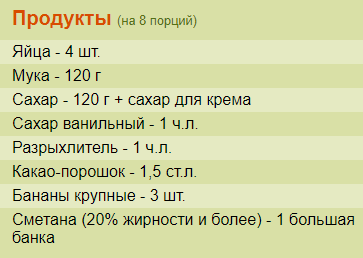 Продукты (на 8 порций)
Яйца - 4 шт.
Мука - 120 г
Сахар - 120 г + сахар для крема
Сахар ванильный - 1 ч.л.
Разрыхлитель - 1 ч.л.
Какао-порошок - 1,5 ст.л.
Бананы крупные - 3 шт.
Сметана (20% жирности и более) - 1 большая
банка